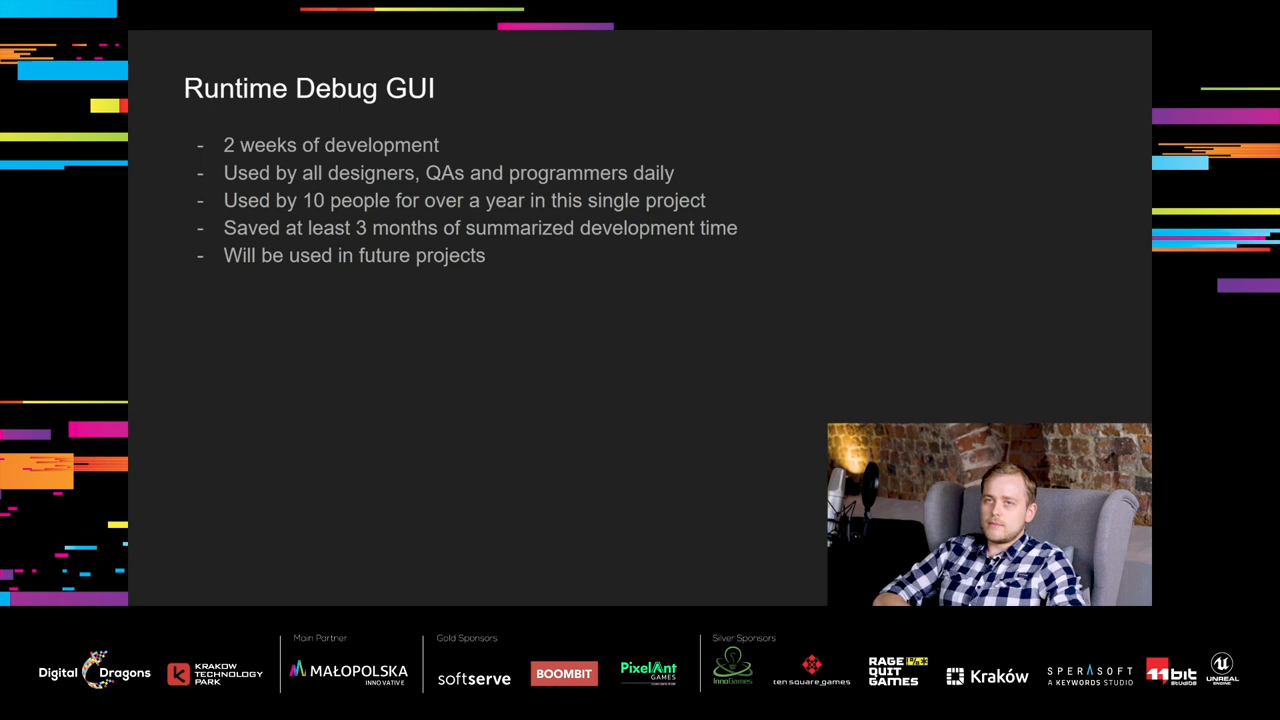 Runtime Debug GUI
- 2 weeks of development
- Used by all designers, QAs and programmers daily
- Used by 10 people for over a year in this single project
- Saved at least 3 months of summarized development time
- Will be used in future projects
Main Partner
Gold Sponsors
Silver Sponsors
Digital Dragons
KRAKOW
TECHNOLOGY
PARK
MAŁOPOLSKA
INNOVATIVE
softserve
BOOMBIT
PixelAnt
GAMES
InnoGames
ten square games
RAGE
QUIT
GAMES
Kraków
SPERASOFT
A KEYWORDS STUDIO
11bit
studios
UNREAL
ENGINE